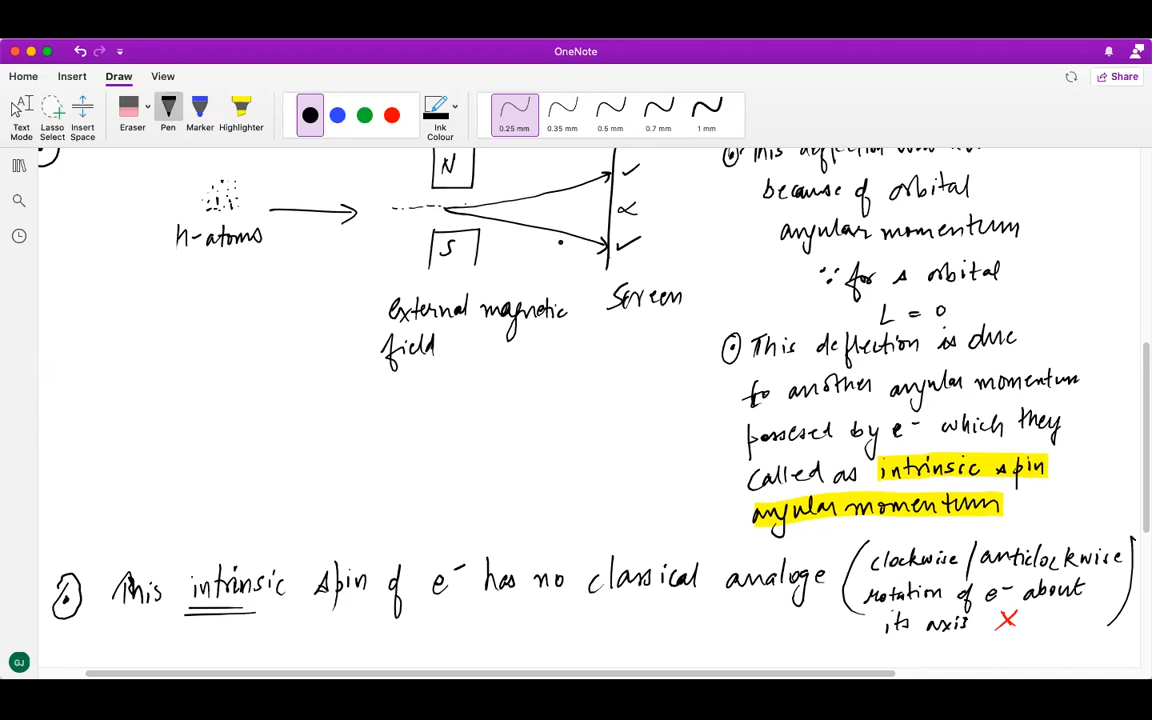 OneNote
Home Insert Draw View
Share
Text Mode
Lasso Select
Insert Space
Eraser
Pen
Marker
Highlighter
Ink Colour
0.25 mm
0.35 mm
0.5 mm
0.7 mm
1 mm
N
S
h-atoms
external magnetic
field
Screen
This deflection
because of orbital
angular momentum
∵ for s orbital
L = 0
This deflection is due
to another angular momentum
possesed by e⁻ which they
called as intrinsic spin
angular momentum
This intrinsic spin of e⁻ has no classical analoge
(clockwise/anticlockwise
rotation of e⁻ about
its axis X)
GJ